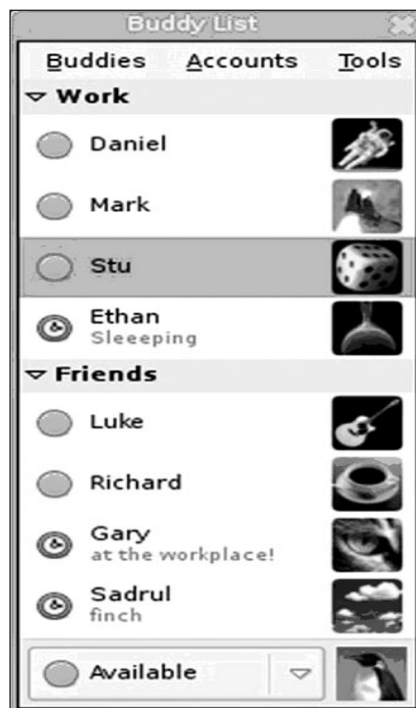 Buddy List
Buddies Accounts Tools
Work
Daniel
Mark
Stu
Ethan
Sleeeping
Friends
Luke
Richard
Gary
at the workplace!
Sadrul
finch
Available